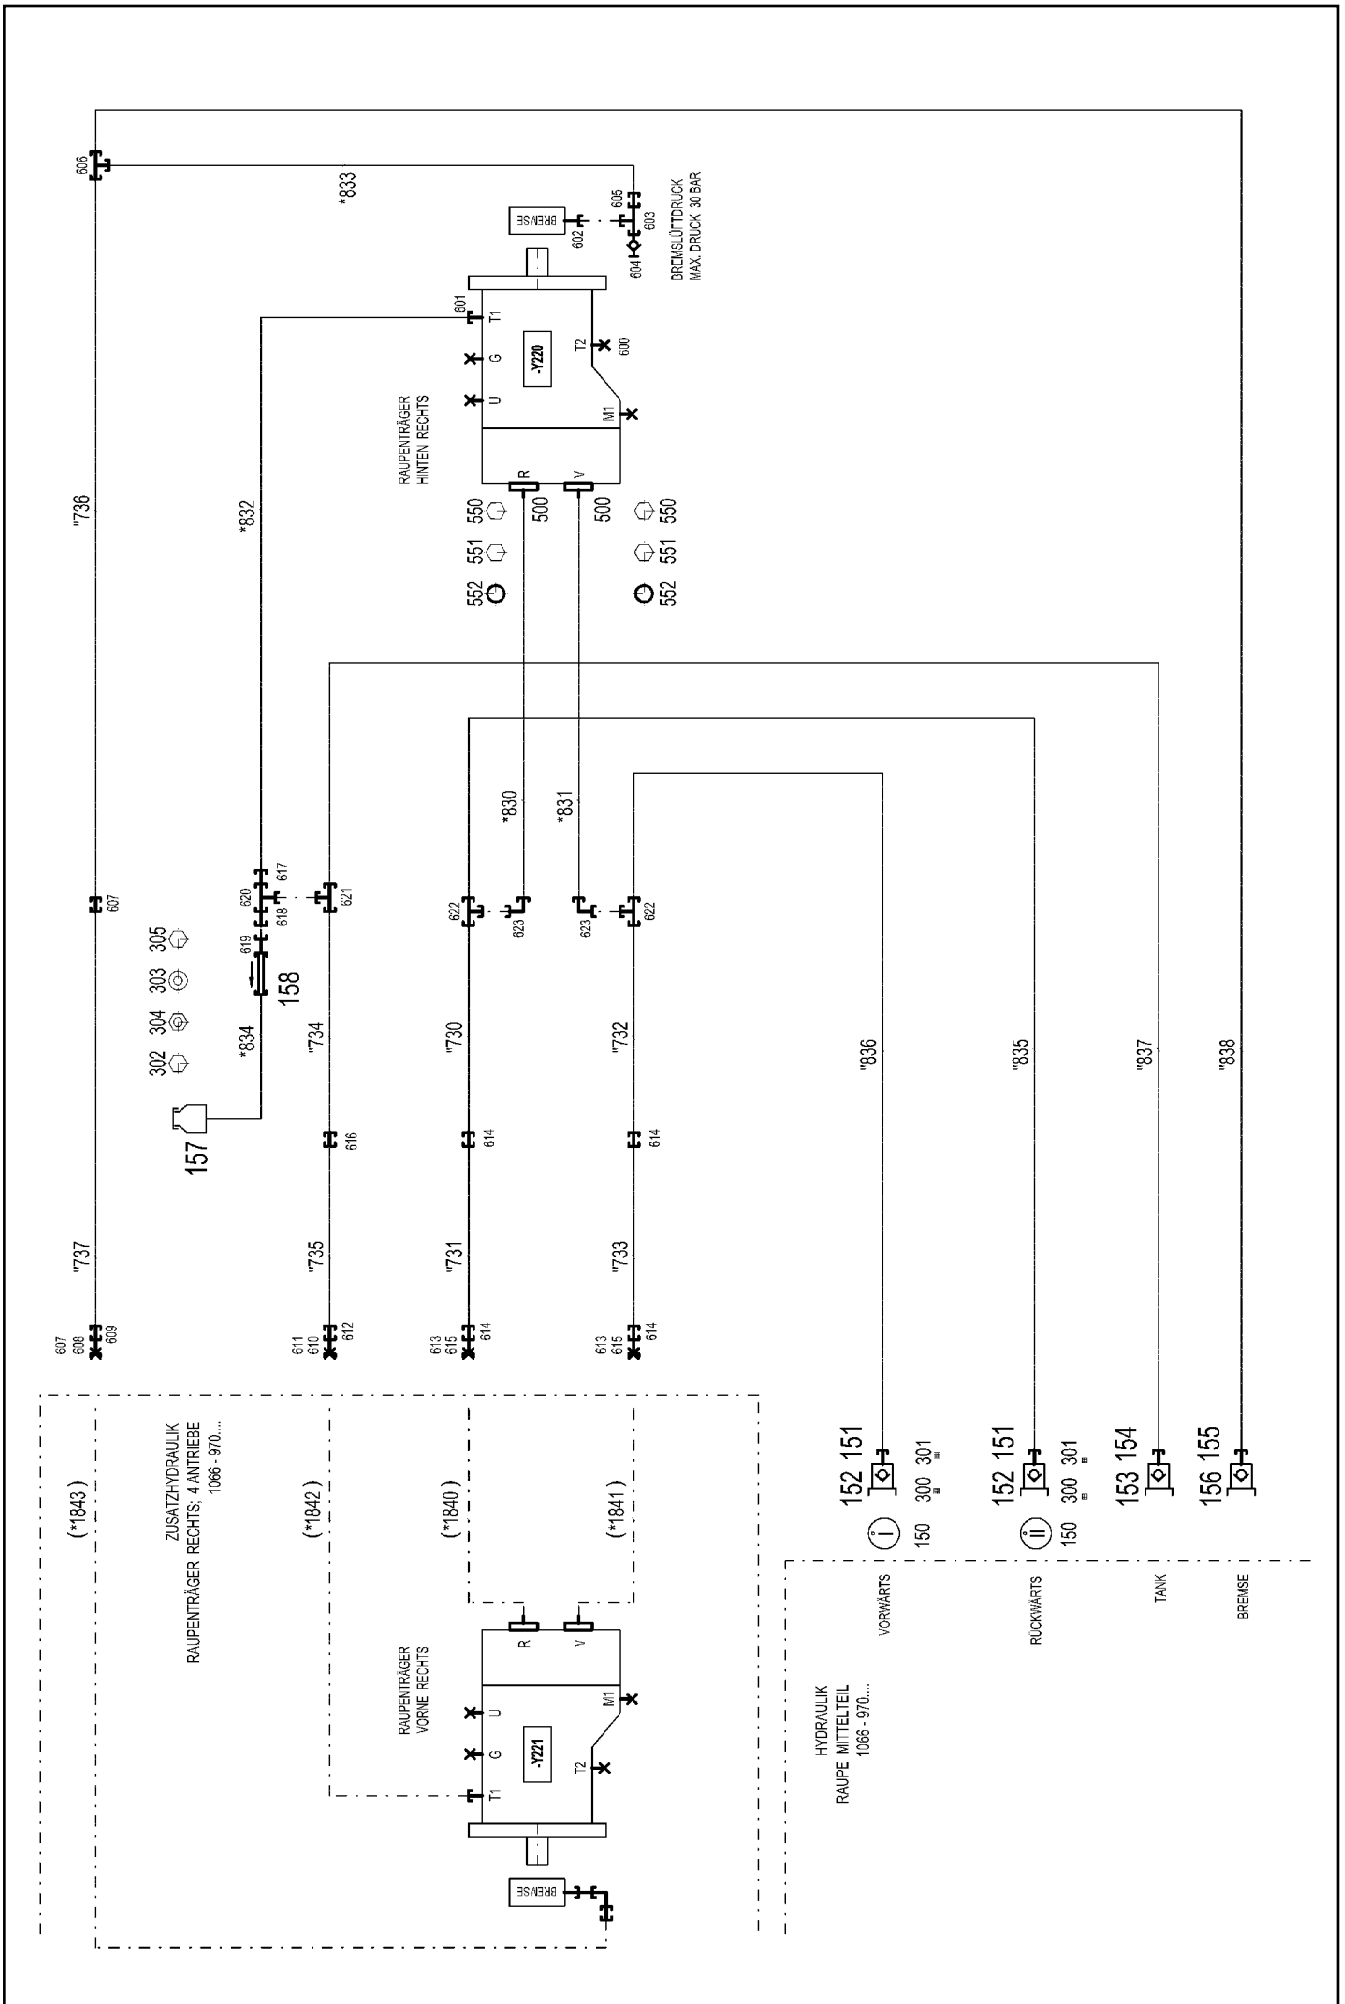 606
*833
"736
*832
601
T1
G
U
-Y220
T2
600
M1
R
V
BREMSE
602
603
604
605
BREMSLÜFTDRUCK
MAX. DRUCK 30 BAR
RAUPENTRÄGER
HINTEN RECHTS
550
551
552
500
500
550
551
552
*830
*831
607
305
303
304
302
617
620
618
619
158
*834
157
621
622
623
623
622
"734
"730
"732
616
614
614
"737
"735
"731
"733
607
608
609
611
610
612
613
615
614
613
615
614
"836
"835
"837
"838
ZUSATZHYDRAULIK
RAUPENTRÄGER RECHTS; 4 ANTRIEBE
1066 - 970....
(*1843 )
(*1842 )
(*1840 )
(*1841 )
RAUPENTRÄGER
VORNE RECHTS
R
V
U
G
T1
-Y221
M1
T2
BREMSE
152 151
I
150 300 301
152 151
II
150 300 301
153 154
156 155
VORWÄRTS
RÜCKWÄRTS
TANK
BREMSE
HYDRAULIK
RAUPE MITTELTEIL
1066 - 970....